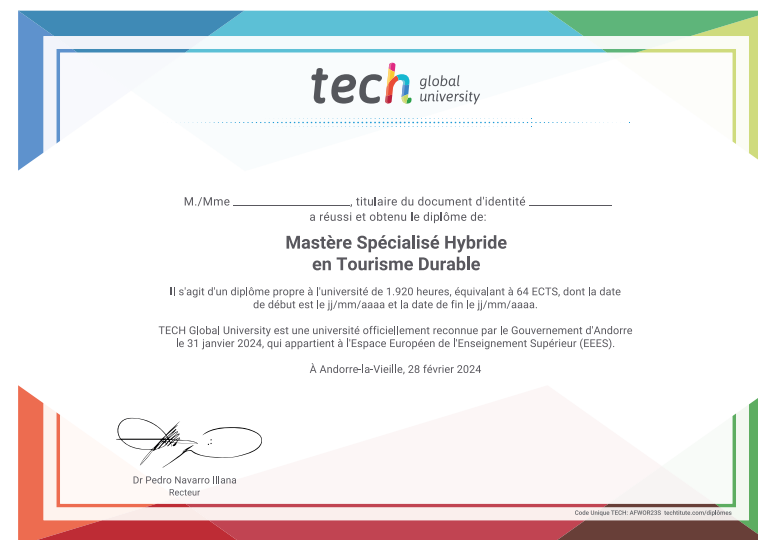 tech global university
M./Mme ____________, titulaire du document d'identité ____________
a réussi et obtenu le diplôme de:
Mastère Spécialisé Hybride
en Tourisme Durable
Il s'agit d'un diplôme propre à l'université de 1.920 heures, équivalant à 64 ECTS, dont la date
de début est le jj/mm/aaaa et la date de fin le jj/mm/aaaa.
TECH Global University est une université officiellement reconnue par le Gouvernement d'Andorre
le 31 janvier 2024, qui appartient à l'Espace Européen de l'Enseignement Supérieur (EEES).
À Andorre-la-Vieille, 28 février 2024
Dr Pedro Navarro Illana
Recteur
Code Unique TECH: AFWOR23S techtitute.com/diplômes